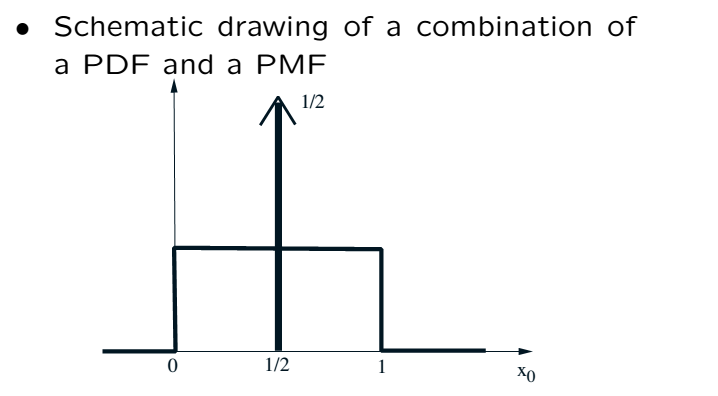 • Schematic drawing of a combination of
a PDF and a PMF
1/2
0
1/2
1
x₀